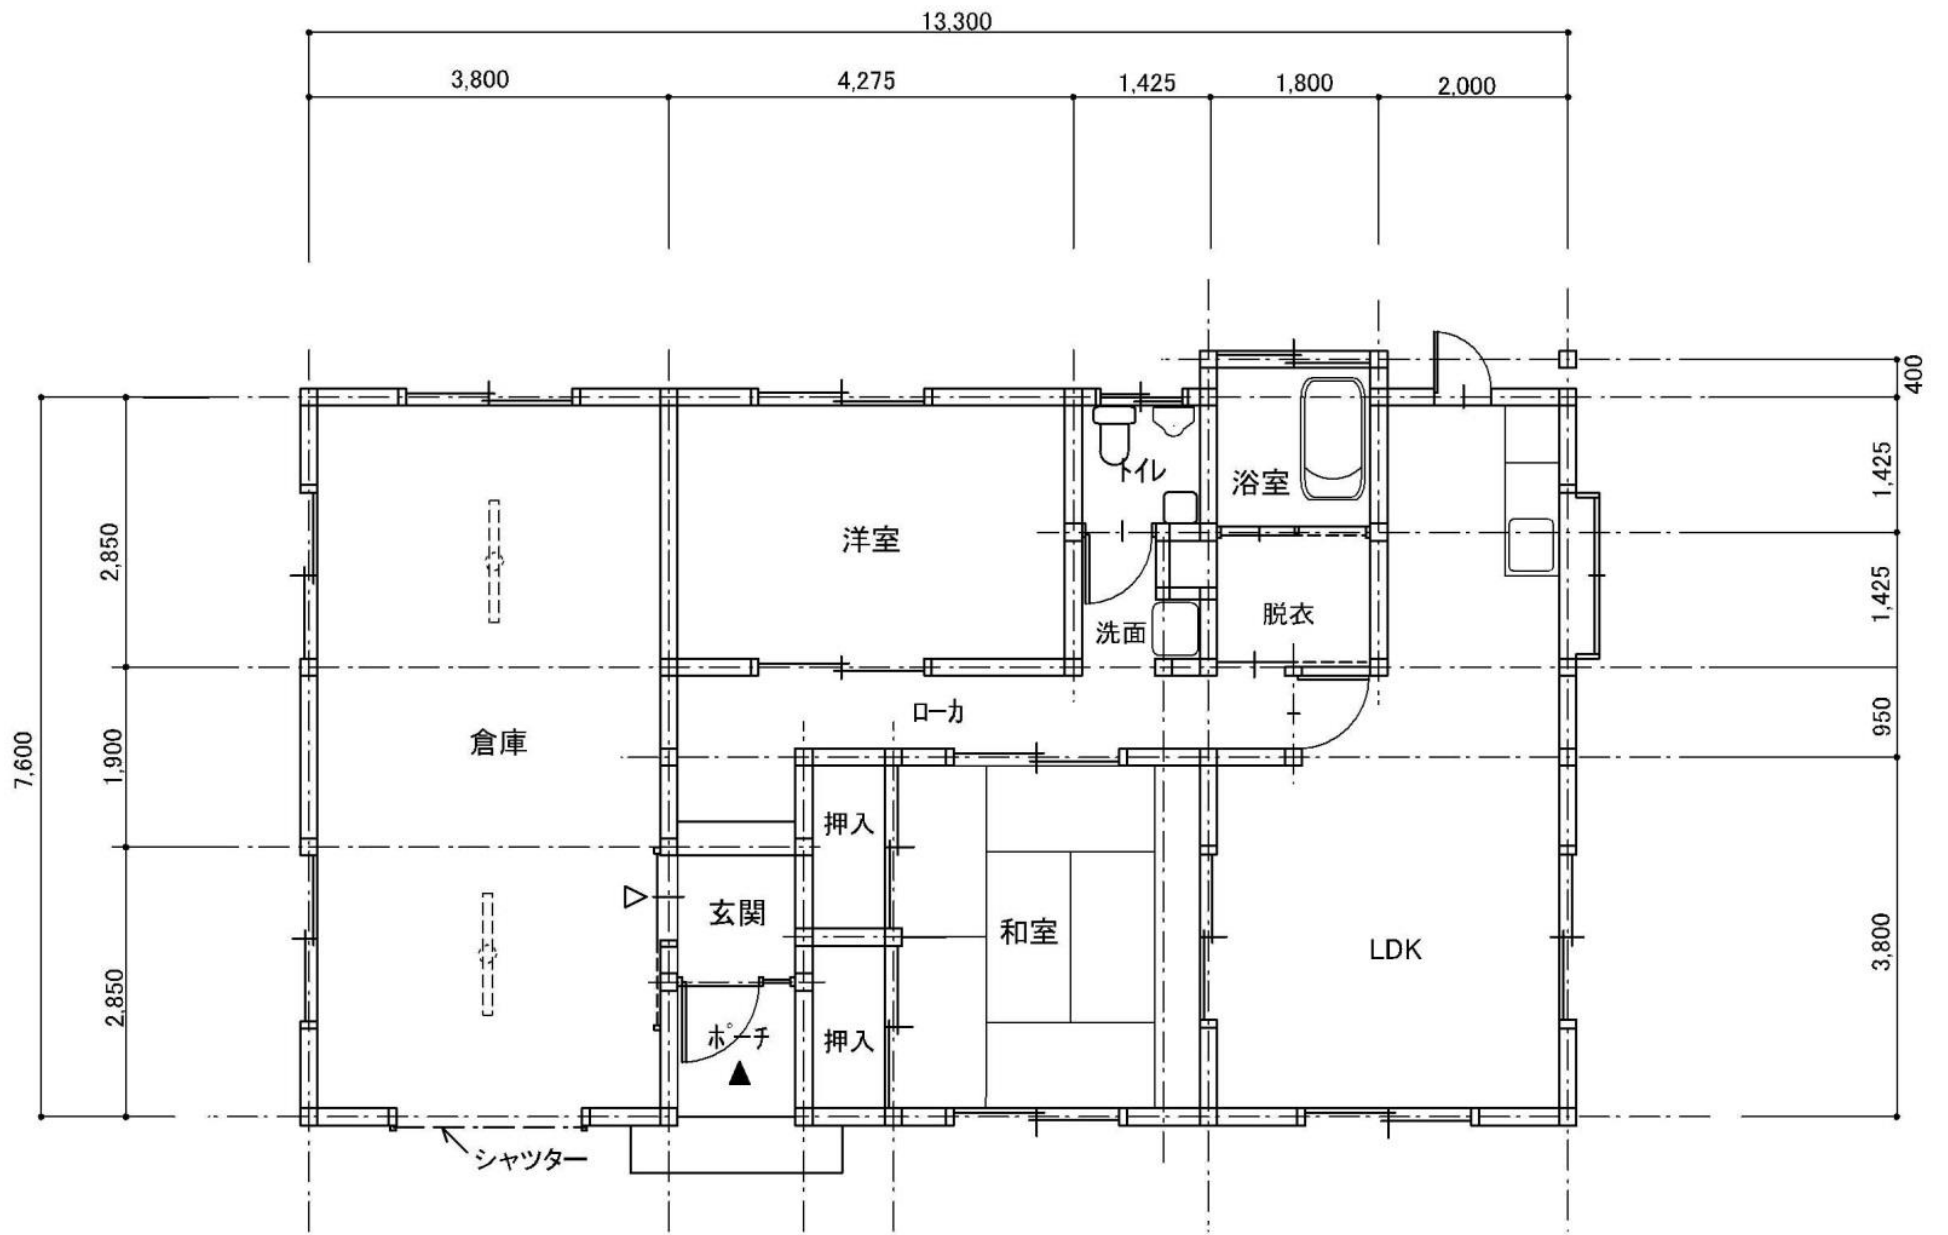 13,300
3,800
4,275
1,425
1,800
2,000
400
1,425
1,425
950
3,800
7,600
2,850
1,900
2,850
トイレ
浴室
洋室
脱衣
洗面
ローカ
倉庫
押入
玄関
和室
LDK
ポーチ
押入
シャツター